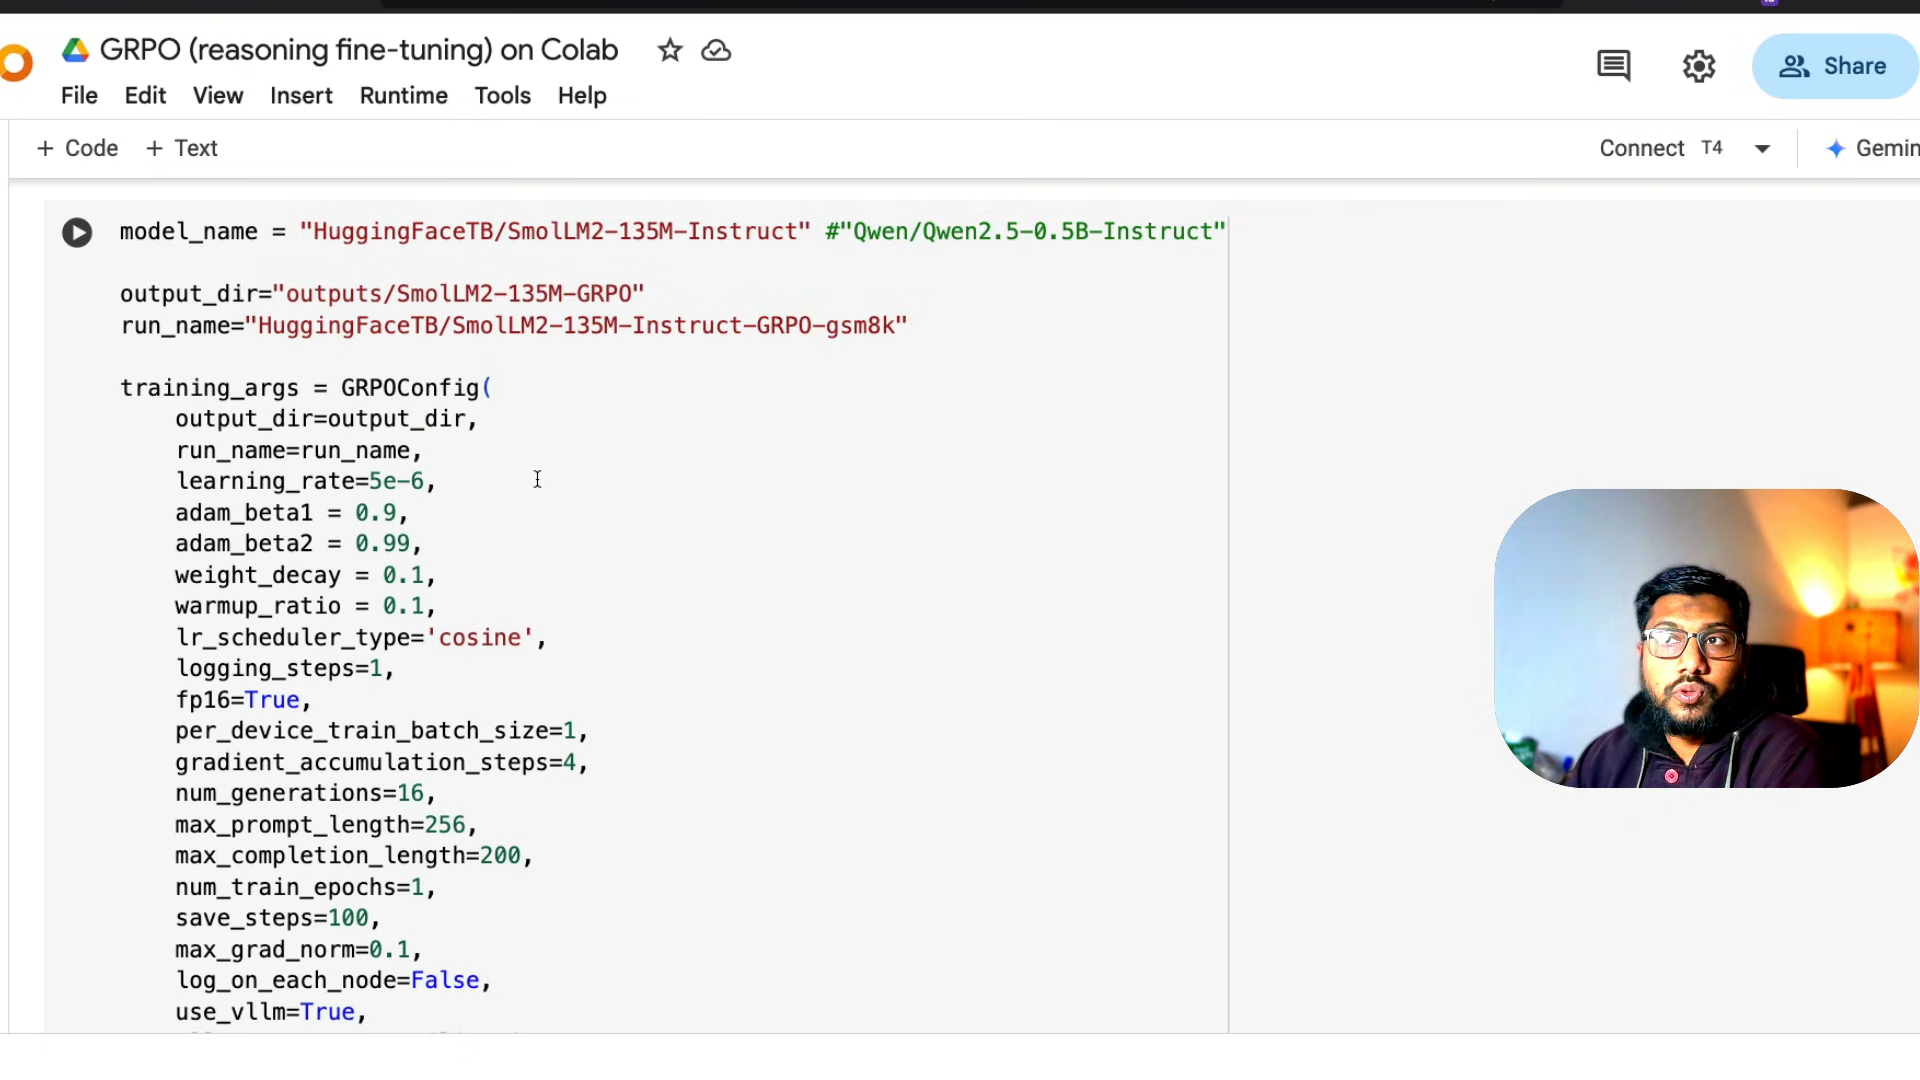 GRPO (reasoning fine-tuning) on Colab
File Edit View Insert Runtime Tools Help
Share
+ Code + Text
Connect T4
Gemin
model_name = "HuggingFaceTB/SmolLM2-135M-Instruct" #"Qwen/Qwen2.5-0.5B-Instruct"
output_dir="outputs/SmolLM2-135M-GRPO"
run_name="HuggingFaceTB/SmolLM2-135M-Instruct-GRPO-gsm8k"
training_args = GRPOConfig(
output_dir=output_dir,
run_name=run_name,
learning_rate=5e-6,
adam_beta1 = 0.9,
adam_beta2 = 0.99,
weight_decay = 0.1,
warmup_ratio = 0.1,
lr_scheduler_type='cosine',
logging_steps=1,
fp16=True,
per_device_train_batch_size=1,
gradient_accumulation_steps=4,
num_generations=16,
max_prompt_length=256,
max_completion_length=200,
num_train_epochs=1,
save_steps=100,
max_grad_norm=0.1,
log_on_each_node=False,
use_vllm=True,